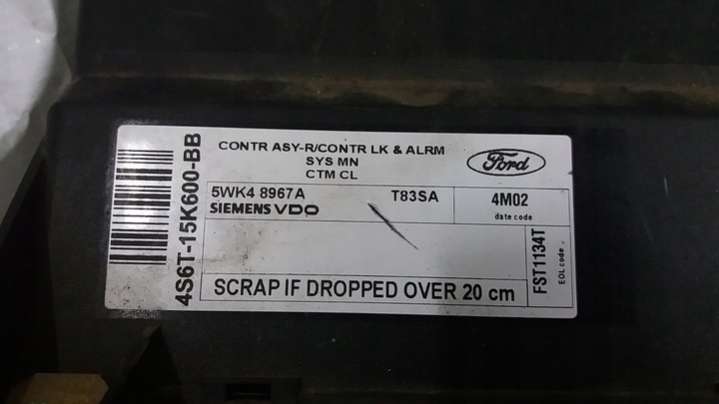 4S6T-15K600-BB
CONTR ASY-R/CONTR LK & ALRM
SYS MN
CTM CL
Ford
5WK4 8967A T83SA
SIEMENS VDO
4M02
date code
SCRAP IF DROPPED OVER 20 cm
FST1134T
EOL code